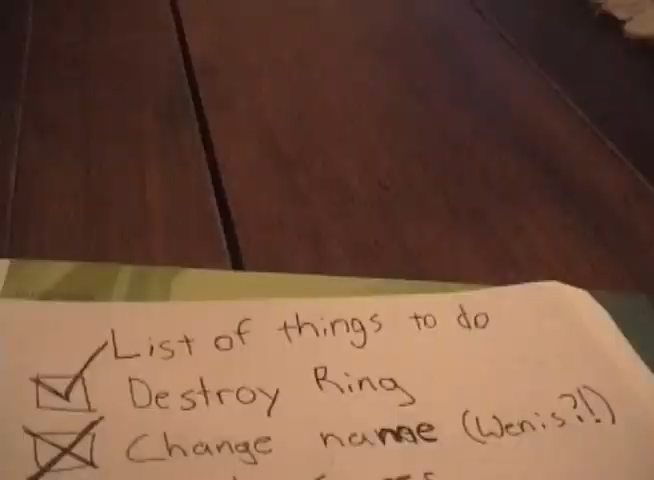 List of things to do
Destroy Ring
Change name (Wenis?!)